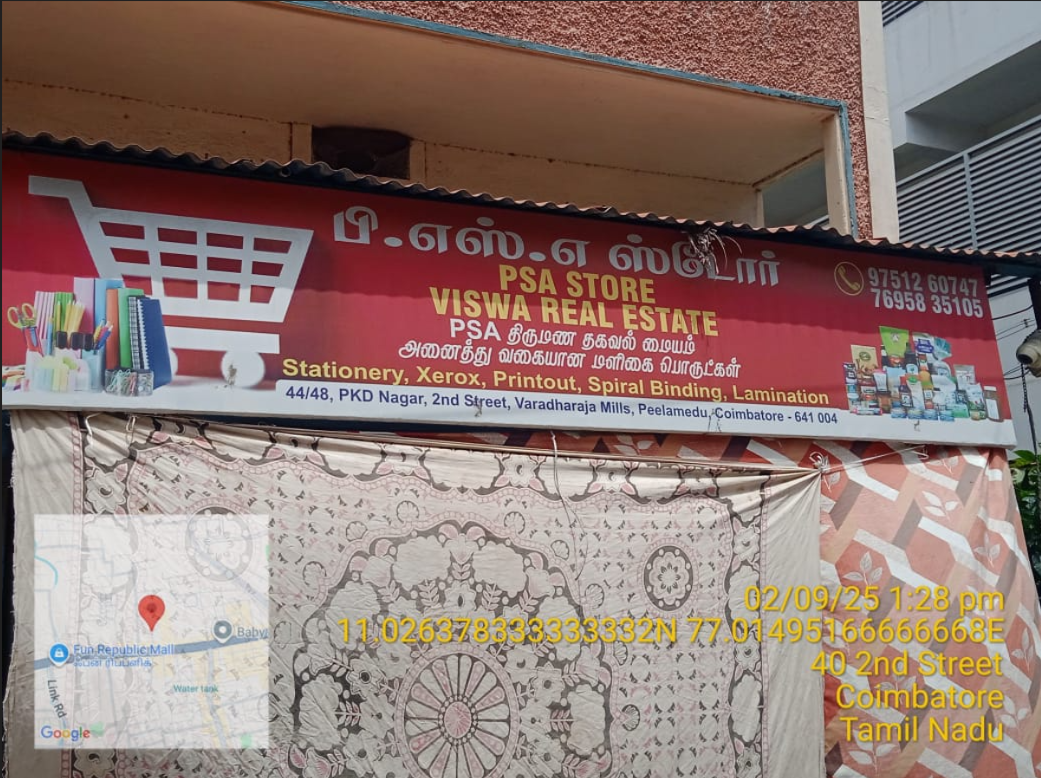 பி.எஸ்.எ ஸ்டோர்
PSA STORE
VISWA REAL ESTATE
PSA திருமண தகவல் மையம்
அனைத்து வகையான மளிகை பொருட்கள்
Stationery, Xerox, Printout, Spiral Binding, Lamination
44/48, PKD Nagar, 2nd Street, Varadharaja Mills, Peelamedu, Coimbatore - 641 004
97512 60747
76958 35105
Baby
Fun Republic Mall
Water tank
Link Rd
Google
02/09/25 1:28 pm
11.026378333333332N 77.01495166666668E
40 2nd Street
Coimbatore
Tamil Nadu